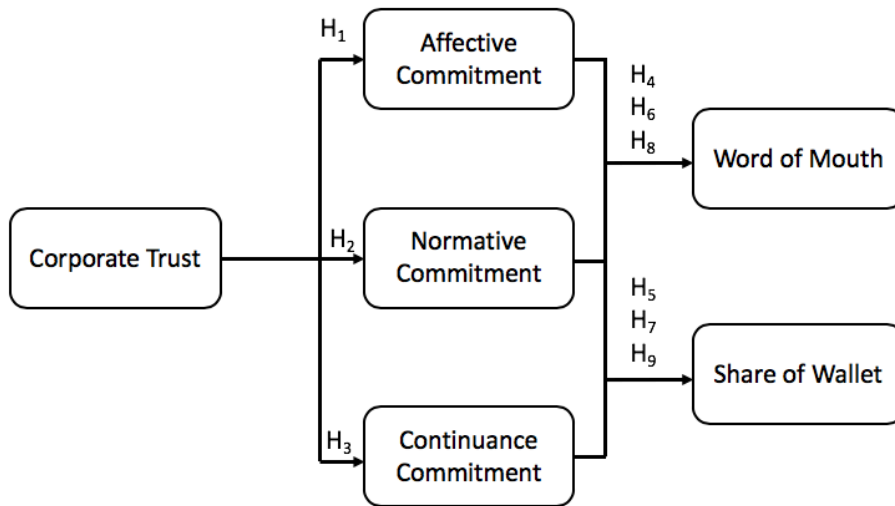 H₁
Affective
Commitment
H₄
H₆
H₈
Word of Mouth
Corporate Trust
H₂
Normative
Commitment
H₅
H₇
H₉
Share of Wallet
H₃
Continuance
Commitment